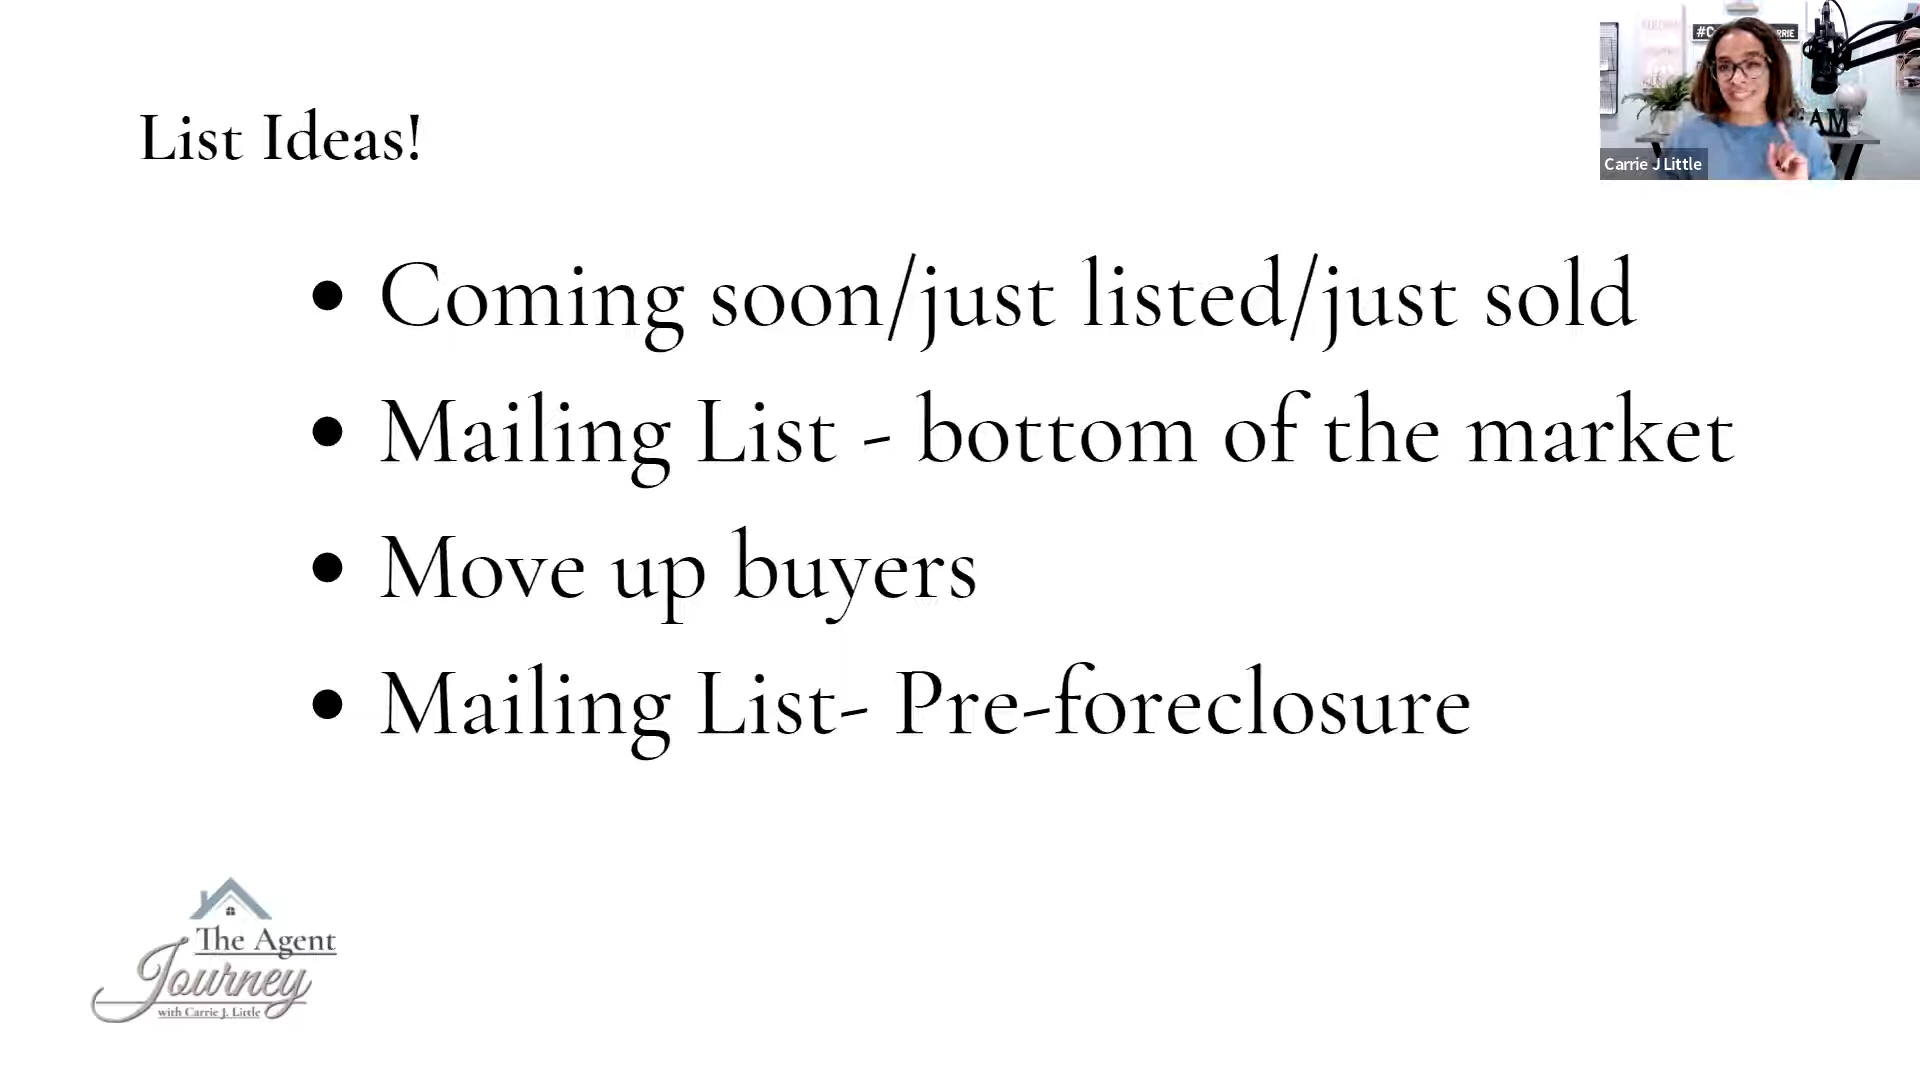 List Ideas!
Carrie J Little
• Coming soon/just listed/just sold
• Mailing List - bottom of the market
• Move up buyers
• Mailing List- Pre-foreclosure
The Agent
Journey
with Carrie J. Little